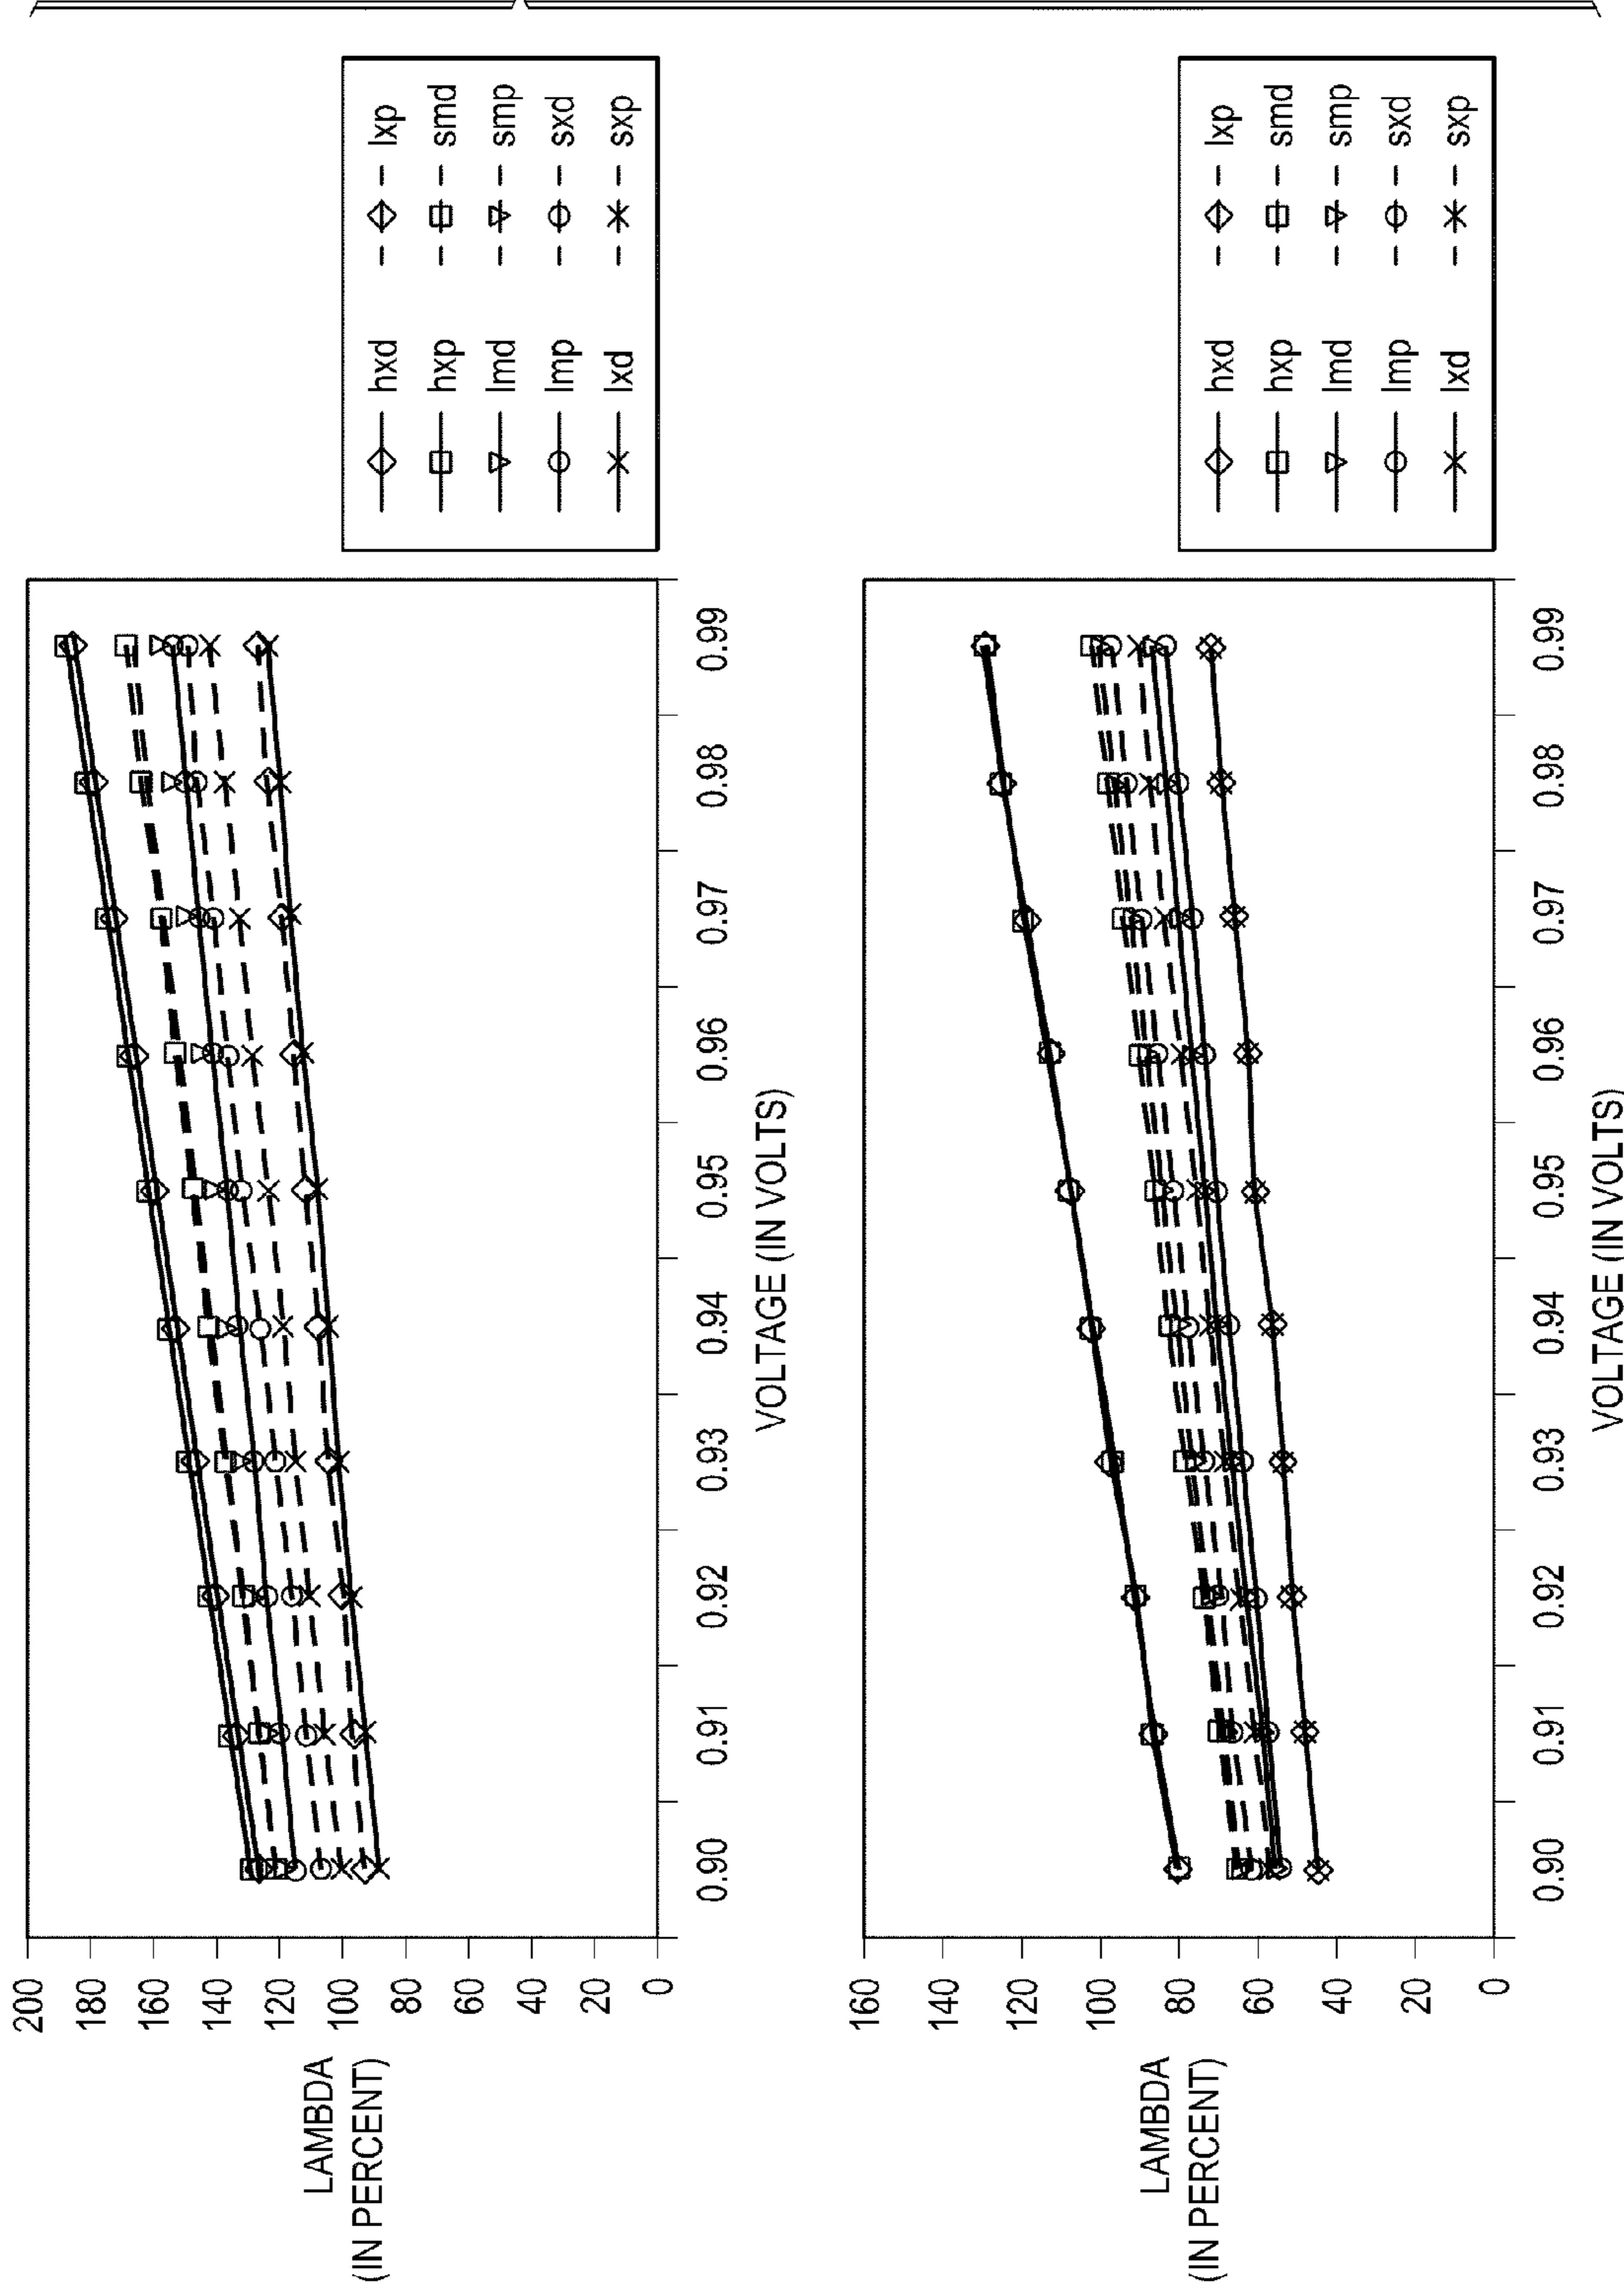 200
180
160
140
120
100
80
60
40
20
0
LAMBDA
(IN PERCENT)
0.90 0.91 0.92 0.93 0.94 0.95 0.96 0.97 0.98 0.99
VOLTAGE (IN VOLTS)
hxd lxp
hxp smd
lmd smp
lmp sxd
lxd sxp
160
140
120
100
80
60
40
20
0
LAMBDA
(IN PERCENT)
0.90 0.91 0.92 0.93 0.94 0.95 0.96 0.97 0.98 0.99
VOLTAGE (IN VOLTS)
hxd lxp
hxp smd
lmd smp
lmp sxd
lxd sxp